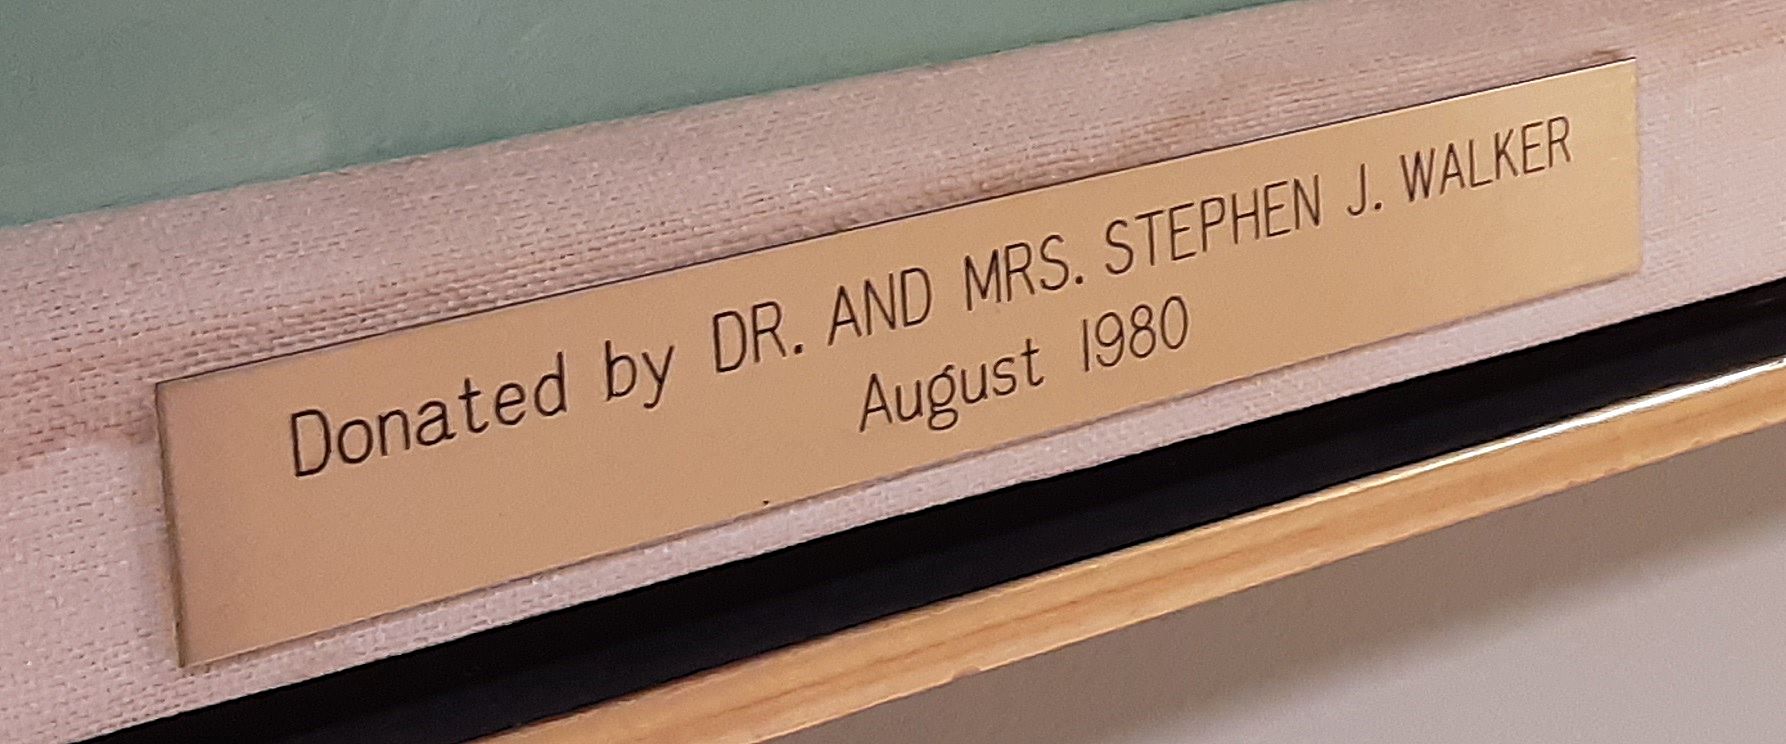 Donated by DR. AND MRS. STEPHEN J. WALKER
August 1980